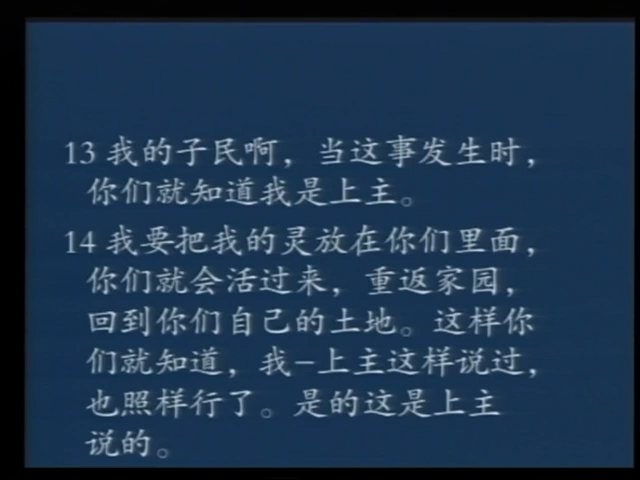 13 我的子民啊，当这事发生时，
你们就知道我是上主。
14 我要把我的灵放在你们里面，
你们就会活过来，重返家园，
回到你们自己的土地。这样你
们就知道，我–上主这样说过，
也照样行了。是的这是上主
说的。